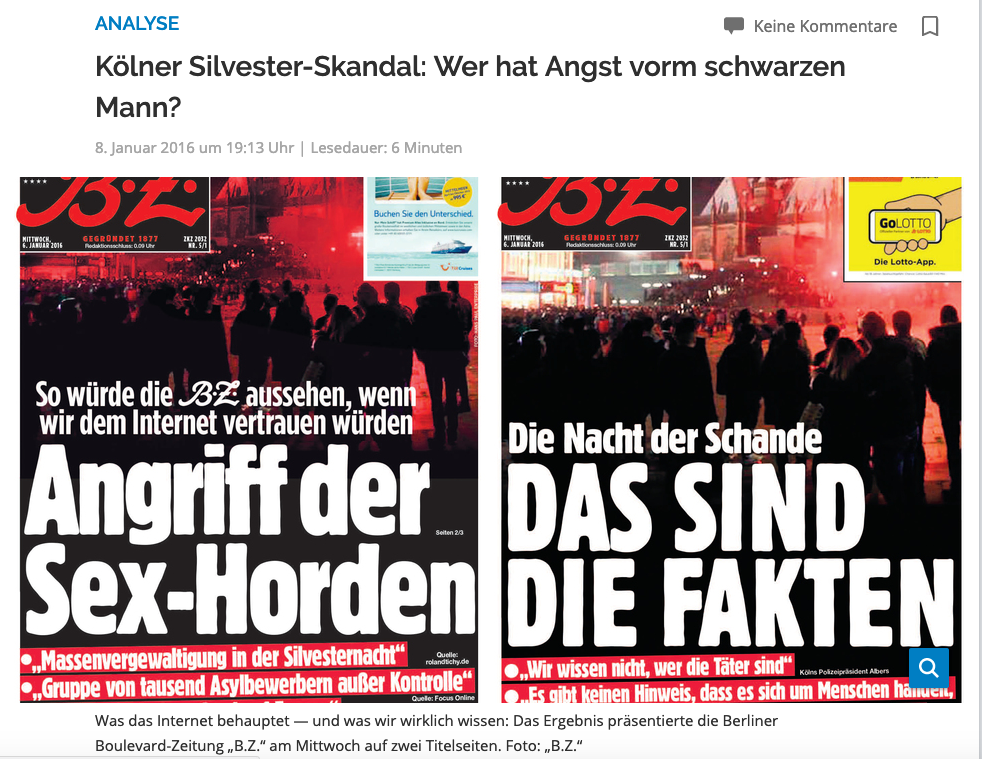 ANALYSE
Keine Kommentare
Kölner Silvester-Skandal: Wer hat Angst vorm schwarzen
Mann?
8. Januar 2016 um 19:13 Uhr | Lesedauer: 6 Minuten
B.Z.
MITTWOCH,
6. JANUAR 2016
GEGRÜNDET 1877
Redaktionsschluss: 0.09 Uhr
ZKZ 2032
NR. 5/1
Buchen Sie den Unterschied.
So würde die B.Z. aussehen, wenn
wir dem Internet vertrauen würden
Angriff der
Seiten 2/3
Sex-Horden
•„Massenvergewaltigung in der Silvesternacht“
Quelle:
rolandtichy.de
•„Gruppe von tausend Asylbewerbern außer Kontrolle“
Quelle: Focus Online
B.Z.
MITTWOCH,
6. JANUAR 2016
GEGRÜNDET 1877
Redaktionsschluss: 0.09 Uhr
ZKZ 2032
NR. 5/1
GoLOTTO
Die Lotto-App.
Die Nacht der Schande
DAS SIND
DIE FAKTEN
•„Wir wissen nicht, wer die Täter sind“
Kölns Polizeipräsident Albers
•„Es gibt keinen Hinweis, dass es sich um Menschen
Was das Internet behauptet — und was wir wirklich wissen: Das Ergebnis präsentierte die Berliner
Boulevard-Zeitung „B.Z.“ am Mittwoch auf zwei Titelseiten. Foto: „B.Z.“